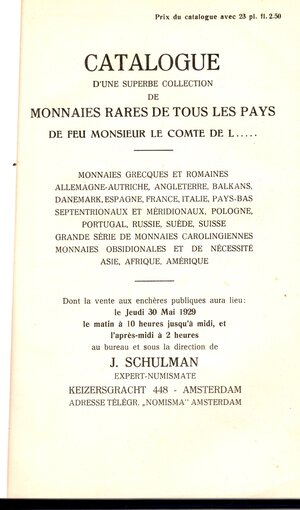 Prix du catalogue avec 23 pl. fl. 2.50
CATALOGUE
D'UNE SUPERBE COLLECTION
DE
MONNAIES RARES DE TOUS LES PAYS
DE FEU MONSIEUR LE COMTE DE L.....
MONNAIES GRECQUES ET ROMAINES
ALLEMAGNE-AUTRICHE, ANGLETERRE, BALKANS,
DANEMARK, ESPAGNE, FRANCE, ITALIE, PAYS-BAS
SEPTENTRIONAUX ET MÉRIDIONAUX, POLOGNE,
PORTUGAL, RUSSIE, SUÈDE, SUISSE
GRANDE SÉRIE DE MONNAIES CAROLINGIENNES
MONNAIES OBSIDIONALES ET DE NÉCESSITÉ
ASIE, AFRIQUE, AMÉRIQUE
Dont la vente aux enchères publiques aura lieu:
le Jeudi 30 Mai 1929
le matin à 10 heures jusqu'à midi, et
l'après-midi à 2 heures
au bureau et sous la direction de
J. SCHULMAN
EXPERT-NUMISMATE
KEIZERSGRACHT 448 - AMSTERDAM
ADRESSE TÉLÉGR. „NOMISMA" AMSTERDAM